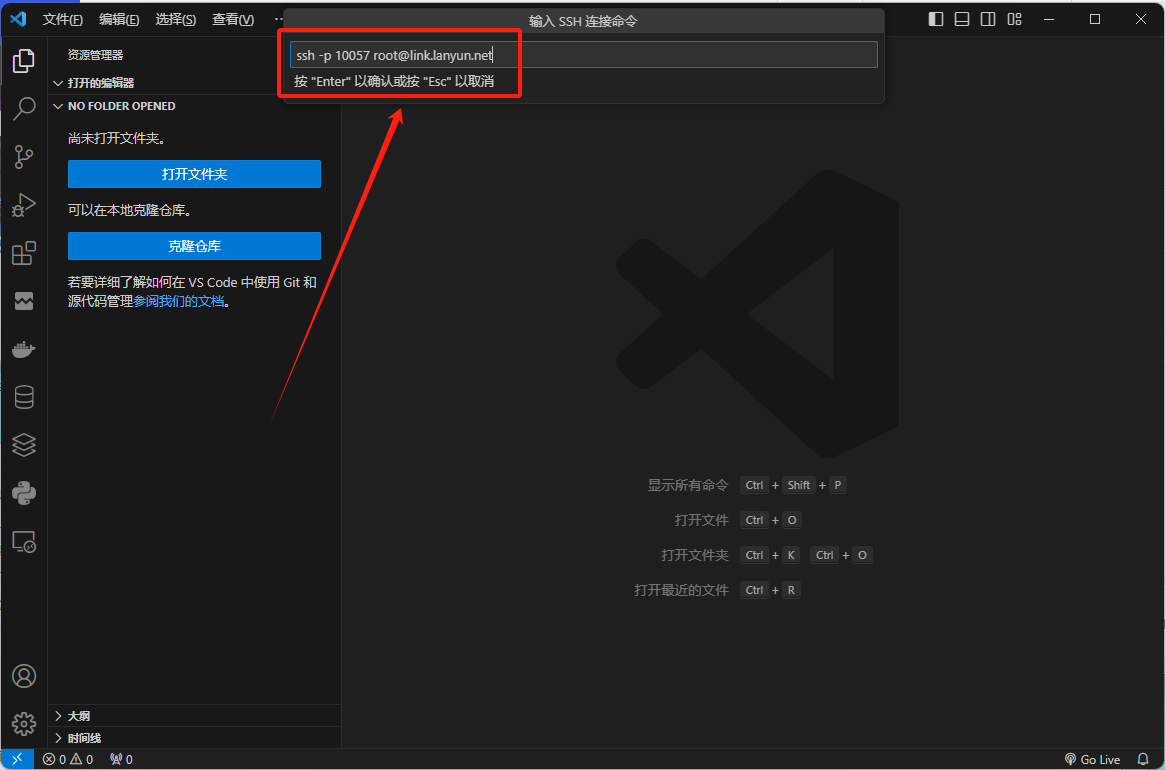 文件(F) 编辑(E) 选择(S) 查看(V) ···
输入 SSH 连接命令
ssh -p 10057 root@link.lanyun.net
按 "Enter" 以确认或按 "Esc" 以取消
资源管理器
打开的编辑器
NO FOLDER OPENED
尚未打开文件夹。
打开文件夹
可以在本地克隆仓库。
克隆仓库
若要详细了解如何在 VS Code 中使用 Git 和
源代码管理参阅我们的文档。
显示所有命令 Ctrl + Shift + P
打开文件 Ctrl + O
打开文件夹 Ctrl + K Ctrl + O
打开最近的文件 Ctrl + R
大纲
时间线
0 0 0
Go Live